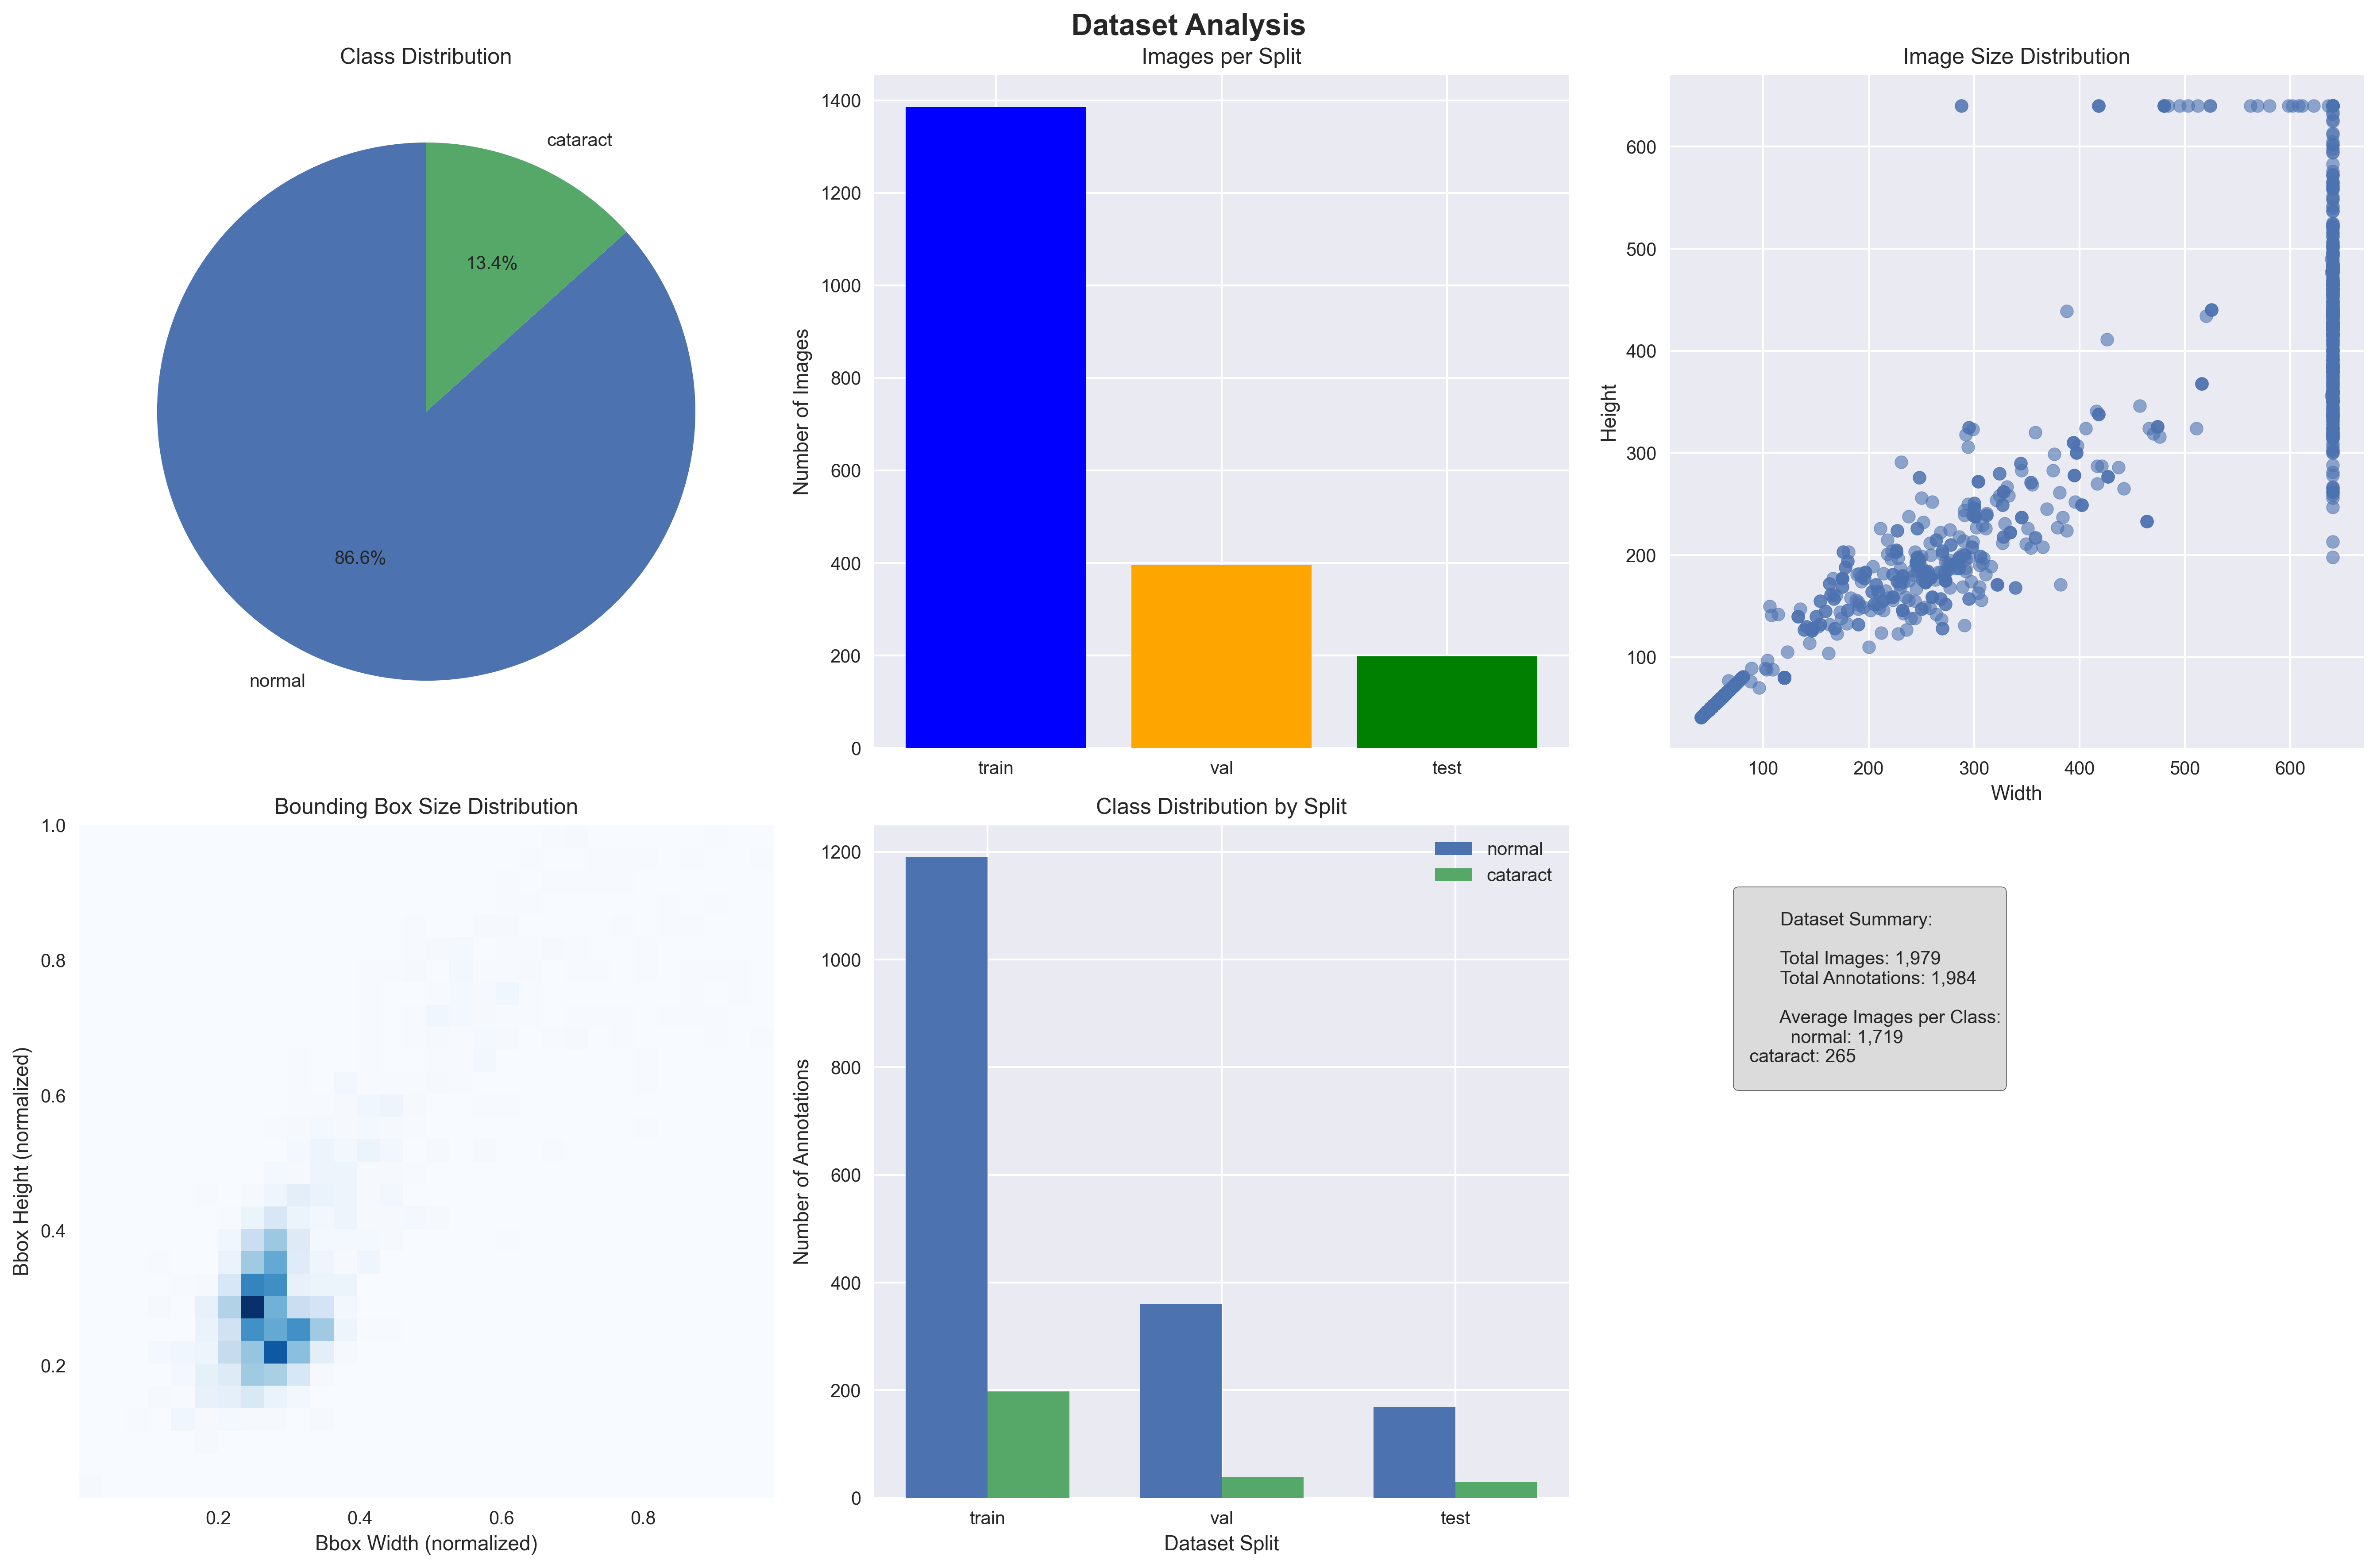 Dataset Analysis
Class Distribution
cataract
13.4%
86.6%
normal
Images per Split
Number of Images
1400
1200
1000
800
600
400
200
0
train
val
test
Image Size Distribution
Height
600
500
400
300
200
100
100
200
300
400
500
600
Width
Bounding Box Size Distribution
Bbox Height (normalized)
1.0
0.8
0.6
0.4
0.2
0.2
0.4
0.6
0.8
Bbox Width (normalized)
Class Distribution by Split
Number of Annotations
1200
1000
800
600
400
200
0
normal
cataract
train
val
test
Dataset Split
Dataset Summary:
Total Images: 1,979
Total Annotations: 1,984
Average Images per Class:
normal: 1,719
cataract: 265